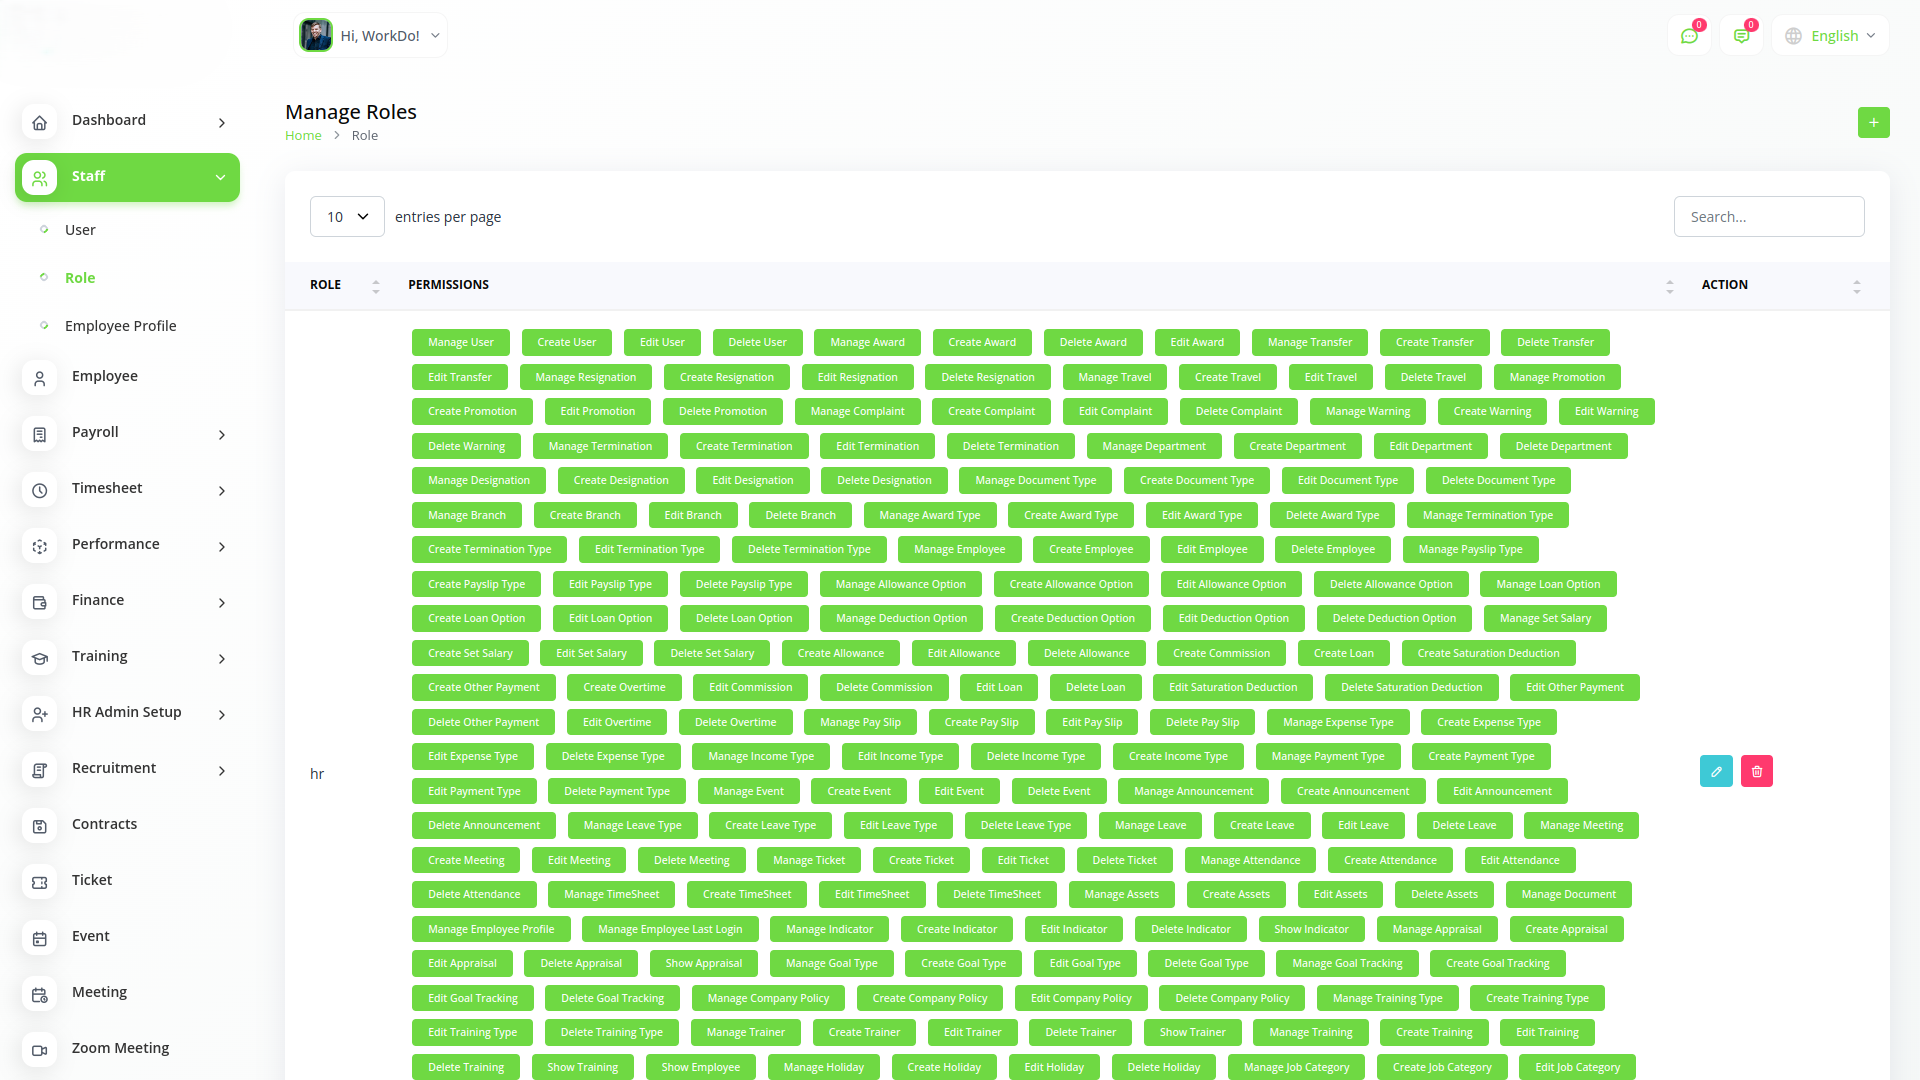 Hi, WorkDo!
0
0
English
Dashboard
Staff
User
Role
Employee Profile
Employee
Payroll
Timesheet
Performance
Finance
Training
HR Admin Setup
Recruitment
Contracts
Ticket
Event
Meeting
Zoom Meeting
Manage Roles
Home > Role
+
10 entries per page
Search...
ROLE PERMISSIONS ACTION
hr
Manage User Create User Edit User Delete User Manage Award Create Award Delete Award Edit Award Manage Transfer Create Transfer Delete Transfer
Edit Transfer Manage Resignation Create Resignation Edit Resignation Delete Resignation Manage Travel Create Travel Edit Travel Delete Travel Manage Promotion
Create Promotion Edit Promotion Delete Promotion Manage Complaint Create Complaint Edit Complaint Delete Complaint Manage Warning Create Warning Edit Warning
Delete Warning Manage Termination Create Termination Edit Termination Delete Termination Manage Department Create Department Edit Department Delete Department
Manage Designation Create Designation Edit Designation Delete Designation Manage Document Type Create Document Type Edit Document Type Delete Document Type
Manage Branch Create Branch Edit Branch Delete Branch Manage Award Type Create Award Type Edit Award Type Delete Award Type Manage Termination Type
Create Termination Type Edit Termination Type Delete Termination Type Manage Employee Create Employee Edit Employee Delete Employee Manage Payslip Type
Create Payslip Type Edit Payslip Type Delete Payslip Type Manage Allowance Option Create Allowance Option Edit Allowance Option Delete Allowance Option Manage Loan Option
Create Loan Option Edit Loan Option Delete Loan Option Manage Deduction Option Create Deduction Option Edit Deduction Option Delete Deduction Option Manage Set Salary
Create Set Salary Edit Set Salary Delete Set Salary Create Allowance Edit Allowance Delete Allowance Create Commission Create Loan Create Saturation Deduction
Create Other Payment Create Overtime Edit Commission Delete Commission Edit Loan Delete Loan Edit Saturation Deduction Delete Saturation Deduction Edit Other Payment
Delete Other Payment Edit Overtime Delete Overtime Manage Pay Slip Create Pay Slip Edit Pay Slip Delete Pay Slip Manage Expense Type Create Expense Type
Edit Expense Type Delete Expense Type Manage Income Type Edit Income Type Delete Income Type Create Income Type Manage Payment Type Create Payment Type
Edit Payment Type Delete Payment Type Manage Event Create Event Edit Event Delete Event Manage Announcement Create Announcement Edit Announcement
Delete Announcement Manage Leave Type Create Leave Type Edit Leave Type Delete Leave Type Manage Leave Create Leave Edit Leave Delete Leave Manage Meeting
Create Meeting Edit Meeting Delete Meeting Manage Ticket Create Ticket Edit Ticket Delete Ticket Manage Attendance Create Attendance Edit Attendance
Delete Attendance Manage TimeSheet Create TimeSheet Edit TimeSheet Delete TimeSheet Manage Assets Create Assets Edit Assets Delete Assets Manage Document
Manage Employee Profile Manage Employee Last Login Manage Indicator Create Indicator Edit Indicator Delete Indicator Show Indicator Manage Appraisal Create Appraisal
Edit Appraisal Delete Appraisal Show Appraisal Manage Goal Type Create Goal Type Edit Goal Type Delete Goal Type Manage Goal Tracking Create Goal Tracking
Edit Goal Tracking Delete Goal Tracking Manage Company Policy Create Company Policy Edit Company Policy Delete Company Policy Manage Training Type Create Training Type
Edit Training Type Delete Training Type Manage Trainer Create Trainer Edit Trainer Delete Trainer Show Trainer Manage Training Create Training Edit Training
Delete Training Show Training Show Employee Manage Holiday Create Holiday Edit Holiday Delete Holiday Manage Job Category Create Job Category Edit Job Category